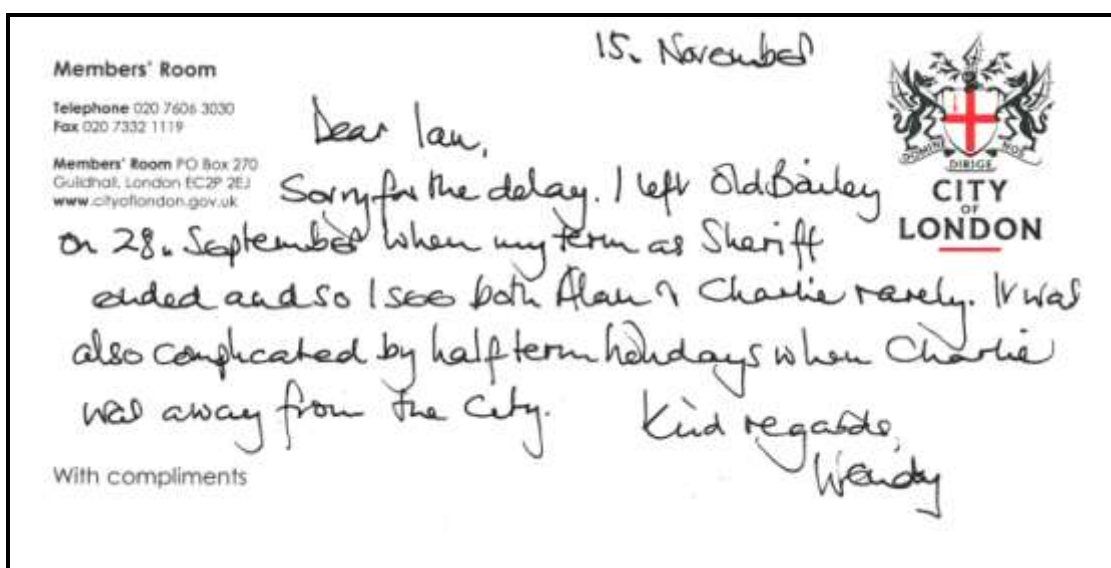 15. November
Members' Room
Telephone 020 7606 3030
Fax 020 7332 1119
Members' Room PO Box 270
Guildhall, London EC2P 2EJ
www.cityoflondon.gov.uk
DOMINE DIRIGE NOS
CITY
OF
LONDON
Dear Ian,
Sorry for the delay. I left Old Bailey
on 28. September when my term as Sheriff
ended and so I see both Alan & Charlie rarely. It was
also complicated by half term holidays when Charlie
was away from the City.
Kind regards,
Wendy
With compliments